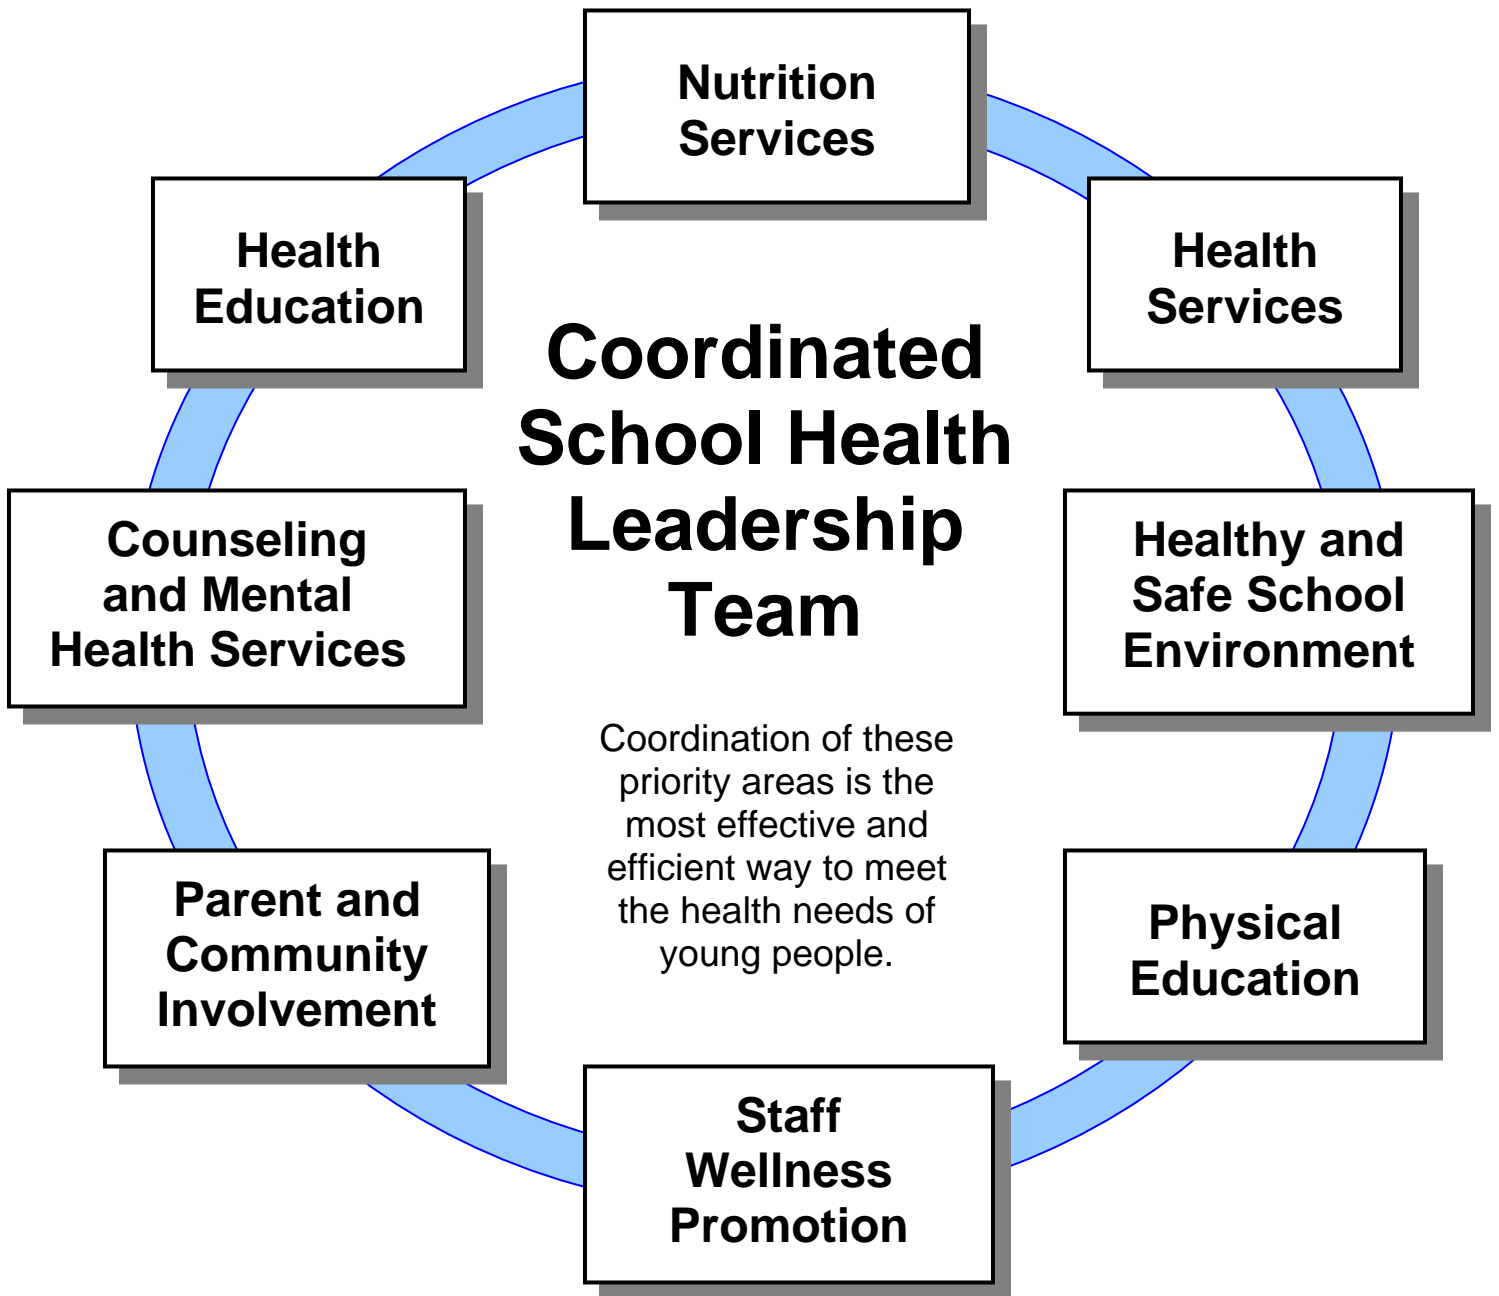 Nutrition
Services
Health
Education
Health
Services
Coordinated
School Health
Leadership
Team
Counseling
and Mental
Health Services
Healthy and
Safe School
Environment
Coordination of these
priority areas is the
most effective and
efficient way to meet
the health needs of
young people.
Parent and
Community
Involvement
Physical
Education
Staff
Wellness
Promotion